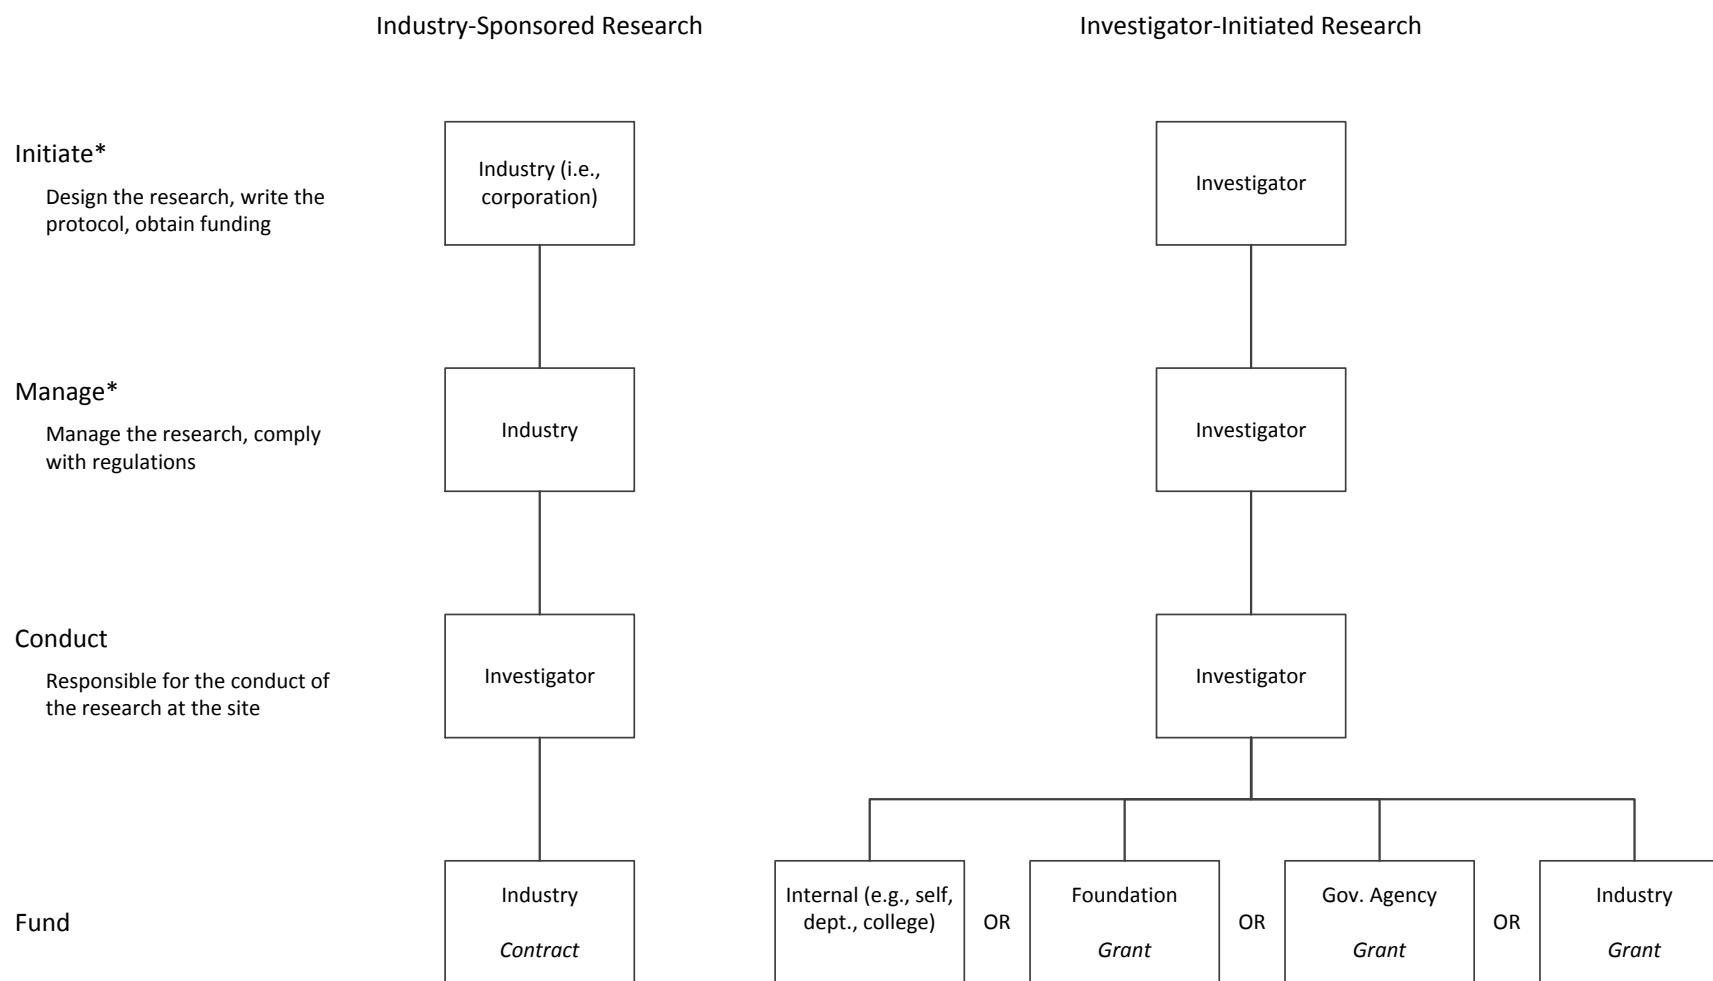 Industry-Sponsored Research
Investigator-Initiated Research
Initiate*
Design the research, write the
protocol, obtain funding
Industry (i.e.,
corporation)
Investigator
Manage*
Manage the research, comply
with regulations
Industry
Investigator
Conduct
Responsible for the conduct of
the research at the site
Investigator
Investigator
Fund
Industry
Contract
Internal (e.g., self,
dept., college)
OR
Foundation
Grant
OR
Gov. Agency
Grant
OR
Industry
Grant